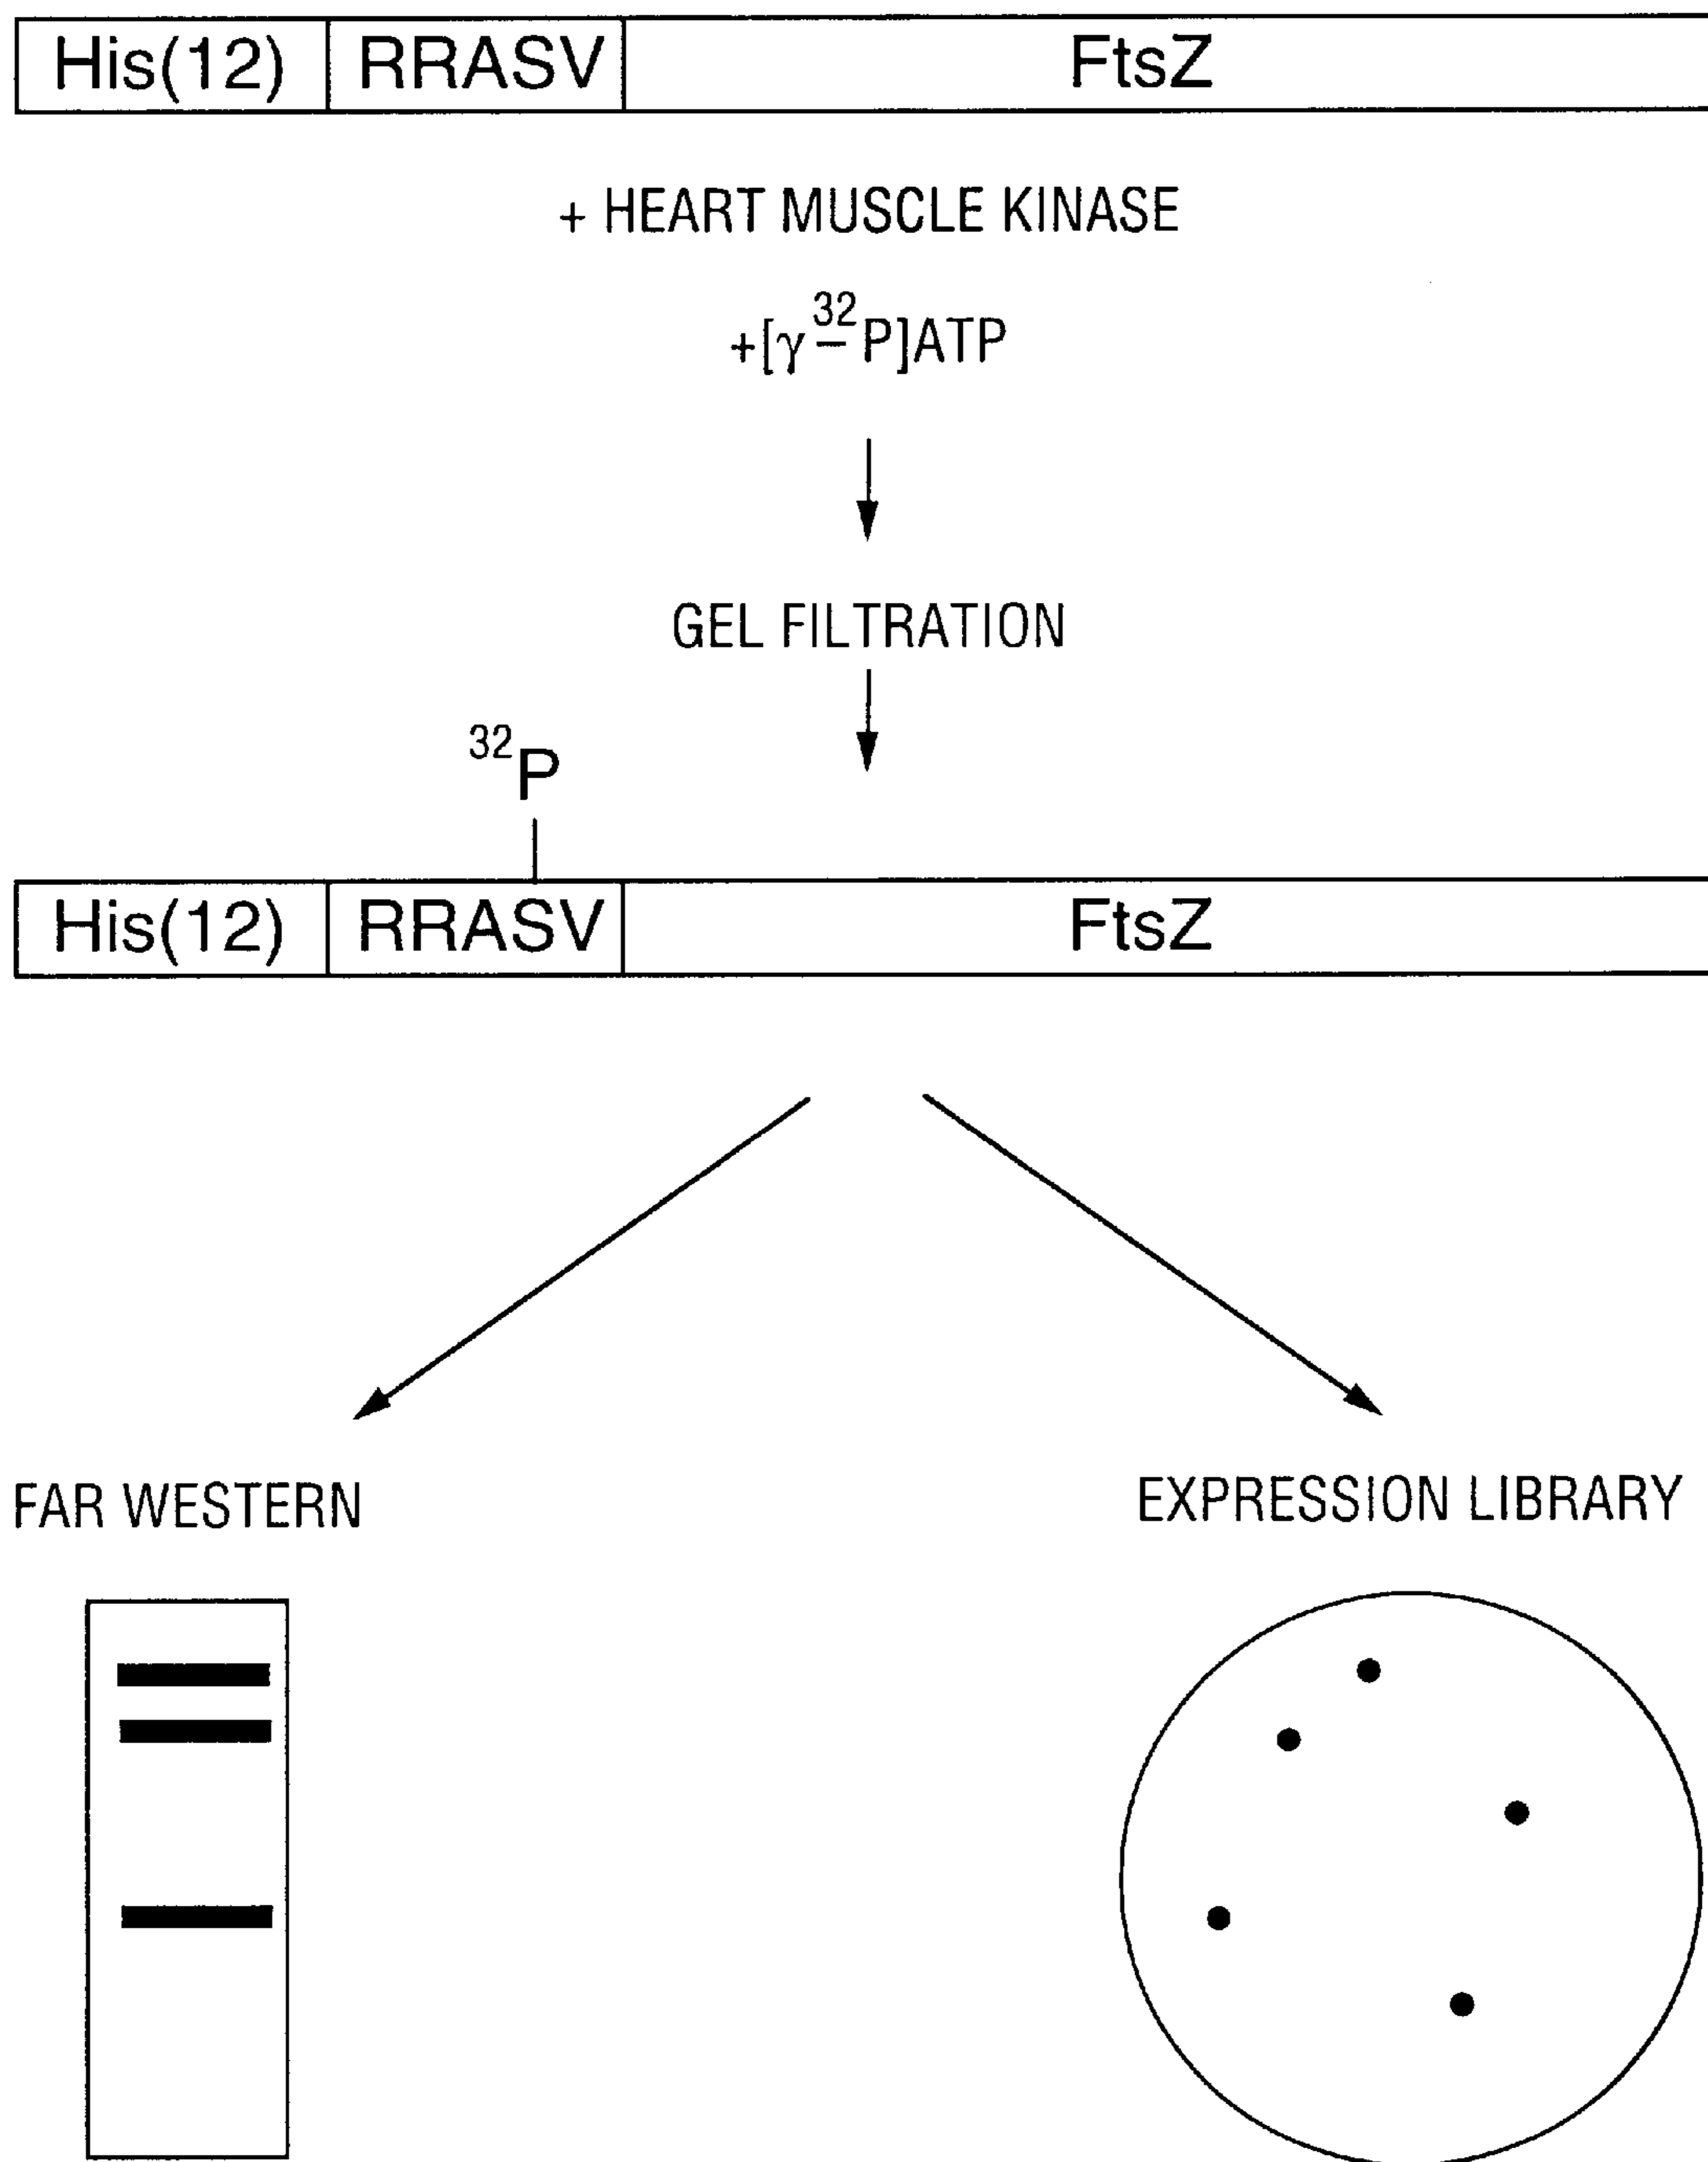 His(12) RRASV FtsZ
+ HEART MUSCLE KINASE
+[γ-³²P]ATP
GEL FILTRATION
³²P
His(12) RRASV FtsZ
FAR WESTERN EXPRESSION LIBRARY